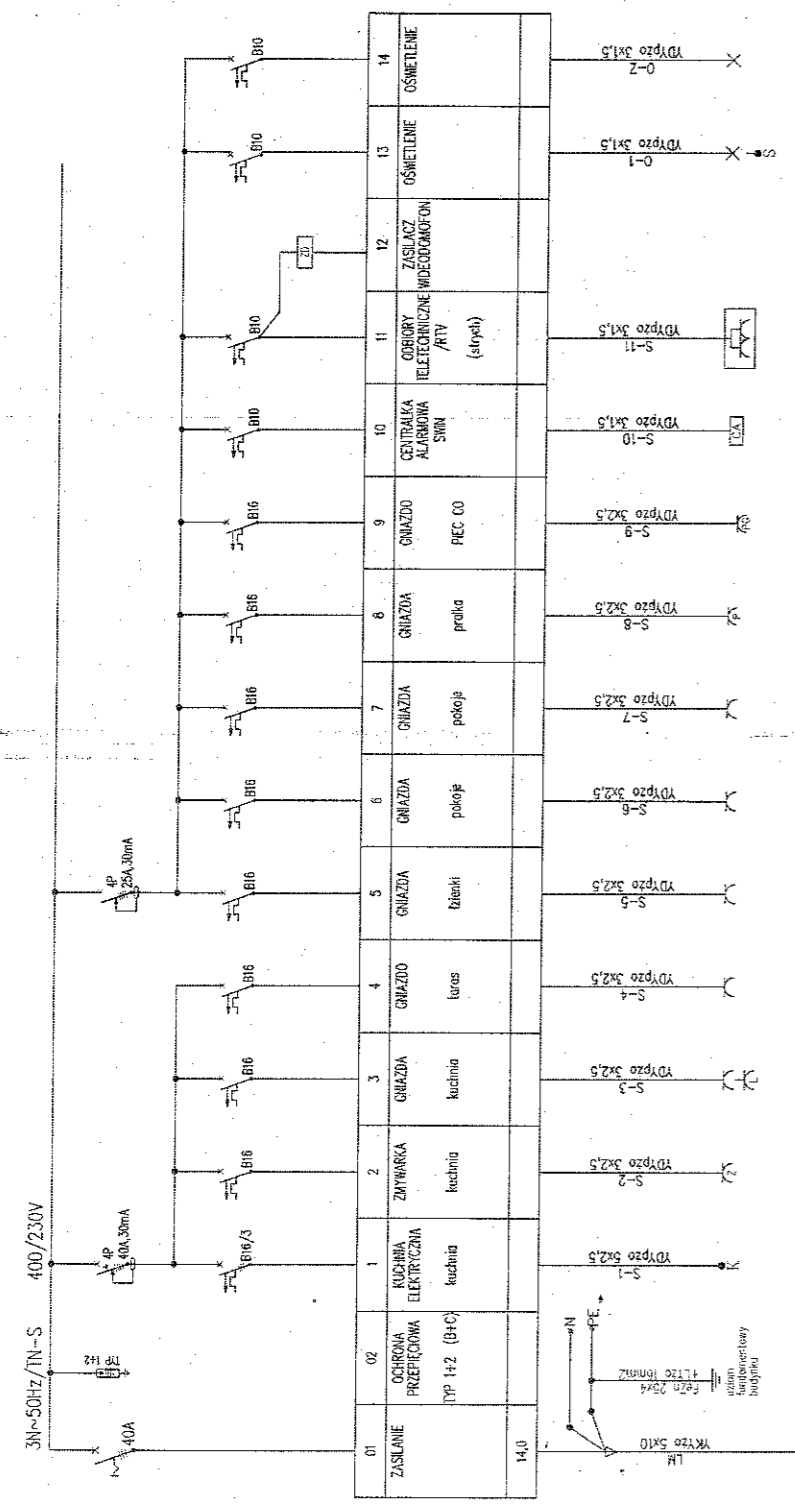 3N~50Hz/TN-S 400/230V
40A
TYP 1+2
4P
40A,30mA
4P
25A,30mA
B16/3
B16
B16
B16
B16
B16
B16
B16
B16
B10
B10
B10
B10
ZD
01
ZASILANIE
14,0
02
OCHRONA
PRZEPIĘCIOWA
TYP 1+2 (B+C)
1
KUCHNIA
ELEKTRYCZNA
kuchnia
2
ZMYWARKA
kuchnia
3
GNIAZDA
kuchnia
4
GNIAZDO
taras
5
GNIAZDA
łzienki
6
GNIAZDA
pokoje
7
GNIAZDA
pokoje
8
GNIAZDA
pralka
9
GNIAZDO
PIEC CO
10
CENTRALKA
ALARMOWA
SWIN
11
ODBIORY
TELETECHNICZNE
/RTV
(strych)
12
ZASILACZ
WIDEODOMOFON
13
OŚWIETLENIE
14
OŚWIETLENIE
LM
YKYżo 5x10
N
PE
FeZn 25x4
+LYżo 16mm2
uziom
fundamentowy
budynku
S-1
YDYpżo 5x2,5
K
S-2
YDYpżo 3x2,5
Z
S-3
YDYpżo 3x2,5
L
S-4
YDYpżo 3x2,5
S-5
YDYpżo 3x2,5
S-6
YDYpżo 3x2,5
S-7
YDYpżo 3x2,5
S-8
YDYpżo 3x2,5
P
S-9
YDYpżo 3x2,5
S-10
YDYpżo 3x1,5
CA
S-11
YDYpżo 3x1,5
O-1
YDYpżo 3x1,5
S
O-2
YDYpżo 3x1,5